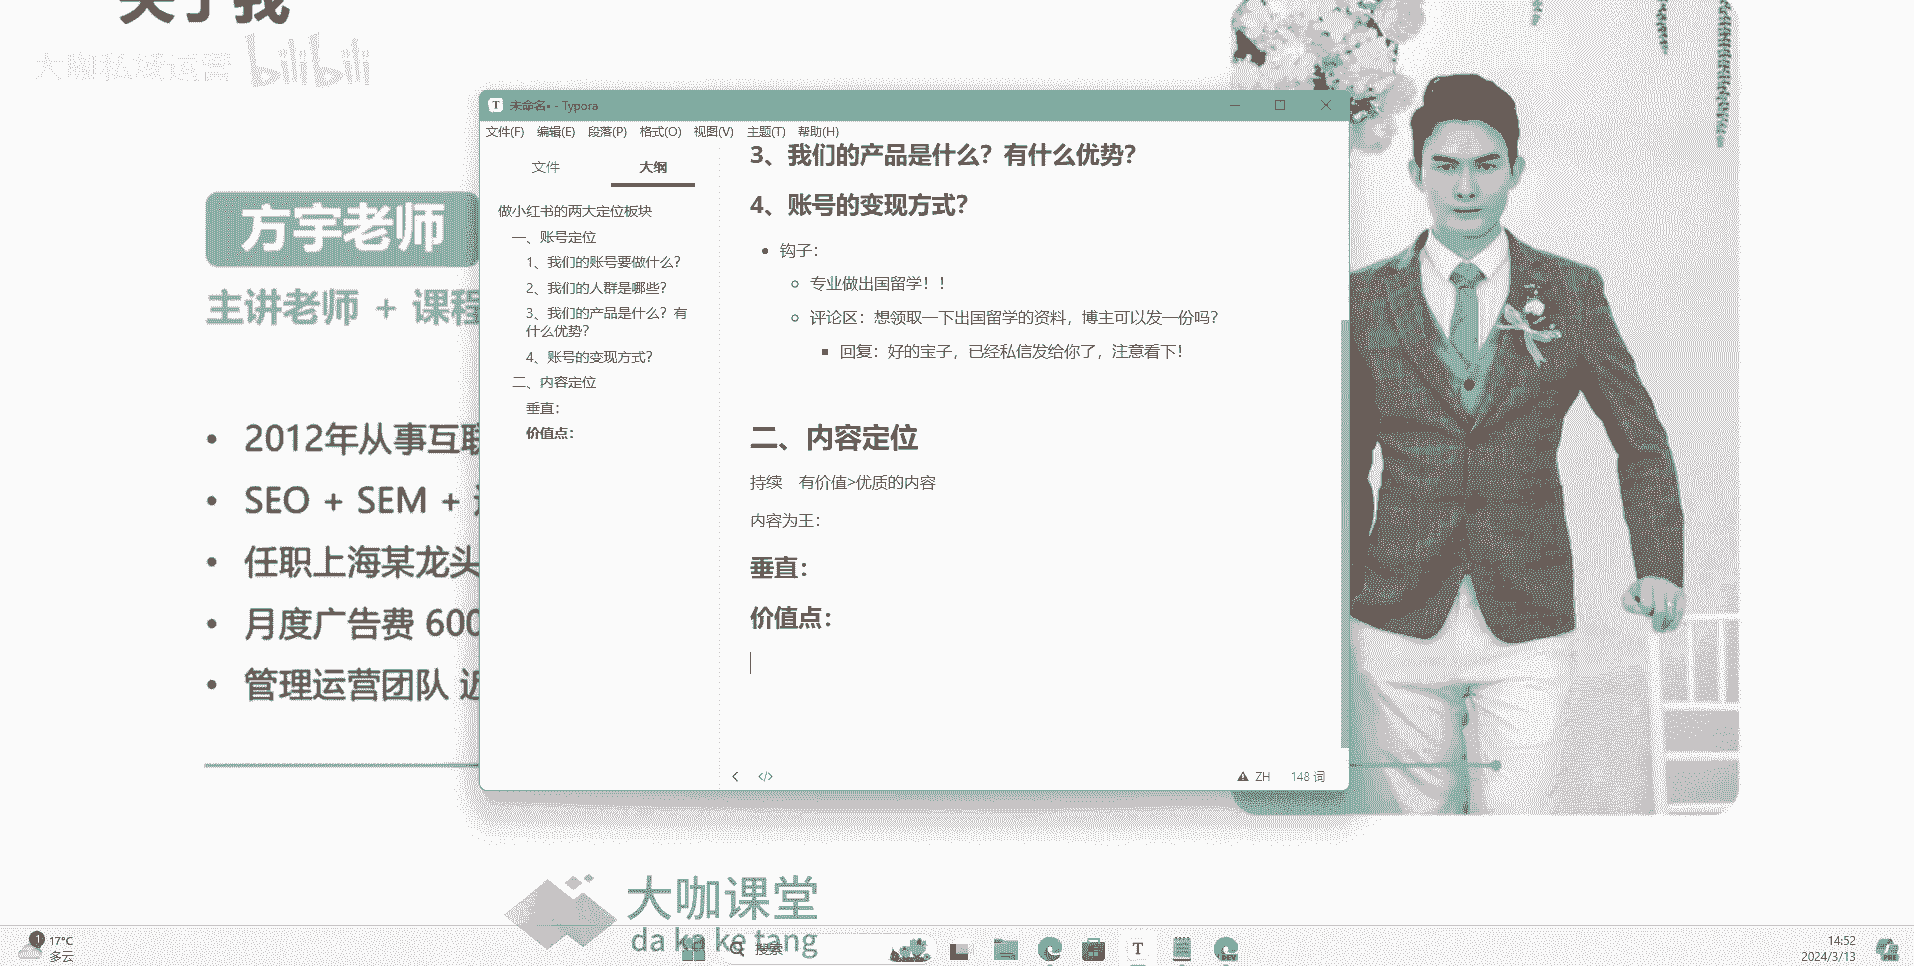 关于我
大咖私域运营 bilibili
方宇老师
主讲老师 + 课程
2012年从事互联
SEO + SEM +
任职上海某龙头
月度广告费 600
管理运营团队 近
未命名• - Typora
文件(F) 编辑(E) 段落(P) 格式(O) 视图(V) 主题(T) 帮助(H)
文件 大纲
做小红书的两大定位板块
一、账号定位
1、我们的账号要做什么？
2、我们的人群是哪些？
3、我们的产品是什么？有
什么优势？
4、账号的变现方式？
二、内容定位
垂直：
价值点：
3、我们的产品是什么？有什么优势？
4、账号的变现方式？
钩子：
专业做出国留学！！
评论区：想领取一下出国留学的资料，博主可以发一份吗？
回复：好的宝子，已经私信发给你了，注意看下！
二、内容定位
持续 有价值>优质的内容
内容为王：
垂直：
价值点：
</> ZH 148 词
大咖课堂
da ka ke tang
1
17°C
多云
搜索
T
DEV
14:52
2024/3/13
PRE